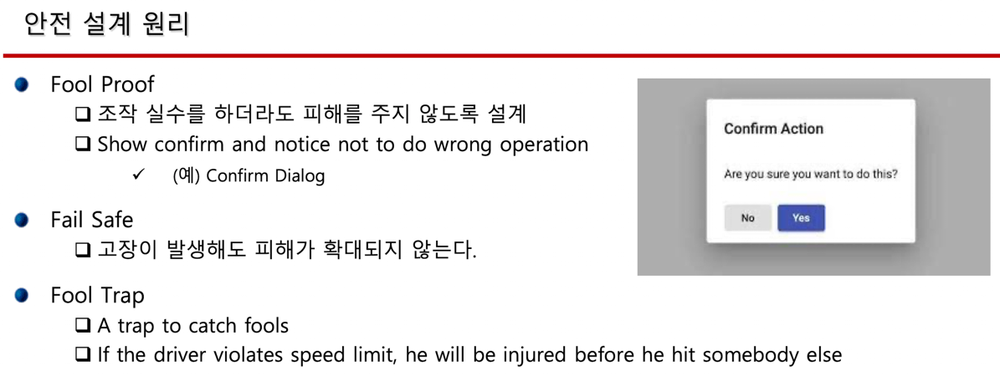 안전 설계 원리
Fool Proof
조작 실수를 하더라도 피해를 주지 않도록 설계
Show confirm and notice not to do wrong operation
(예) Confirm Dialog
Confirm Action
Are you sure you want to do this?
No Yes
Fail Safe
고장이 발생해도 피해가 확대되지 않는다.
Fool Trap
A trap to catch fools
If the driver violates speed limit, he will be injured before he hit somebody else